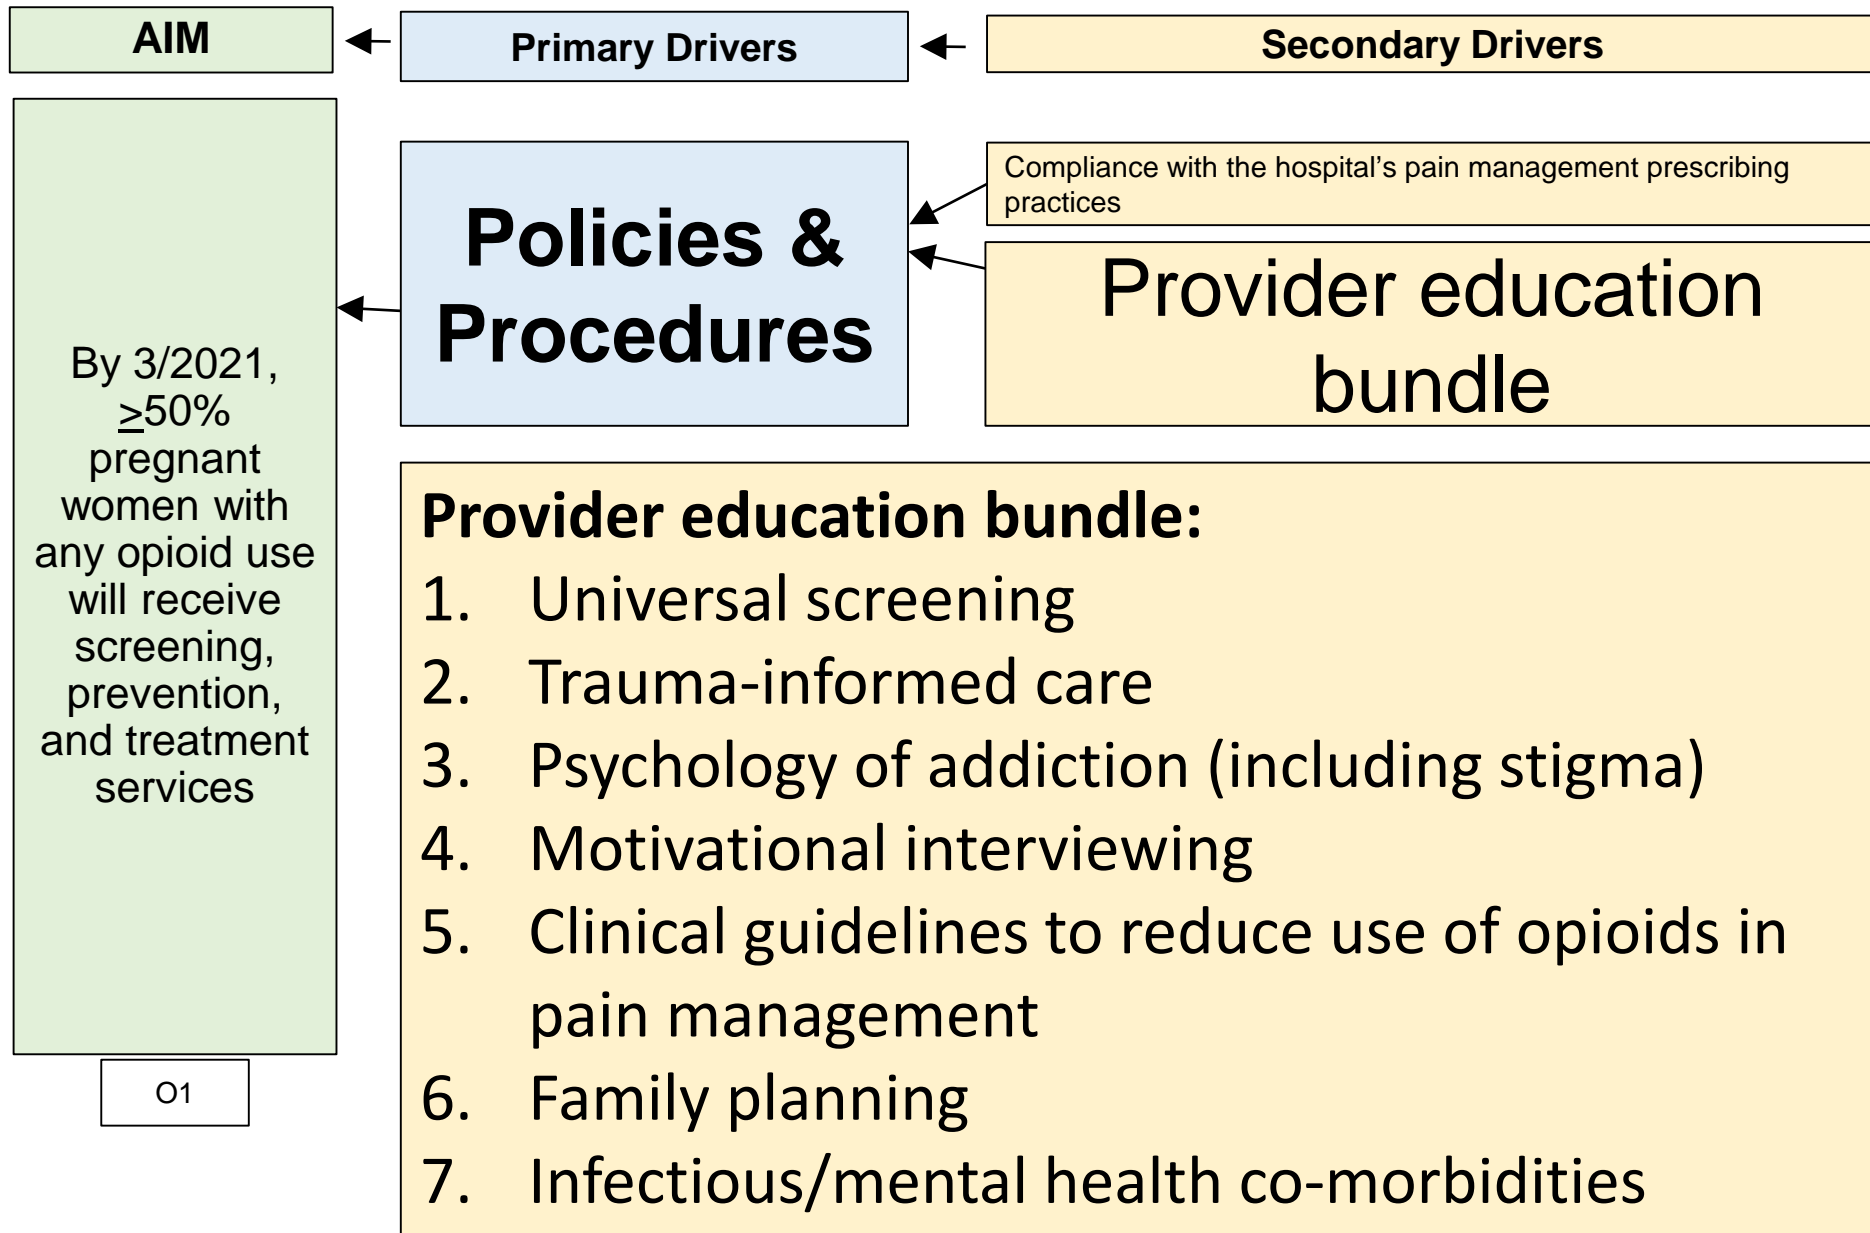 AIM
Primary Drivers
Secondary Drivers
By 3/2021,
≥50%
pregnant
women with
any opioid use
will receive
screening,
prevention,
and treatment
services
O1
Policies &
Procedures
Compliance with the hospital's pain management prescribing
practices
Provider education
bundle
Provider education bundle:
1. Universal screening
2. Trauma-informed care
3. Psychology of addiction (including stigma)
4. Motivational interviewing
5. Clinical guidelines to reduce use of opioids in
pain management
6. Family planning
7. Infectious/mental health co-morbidities